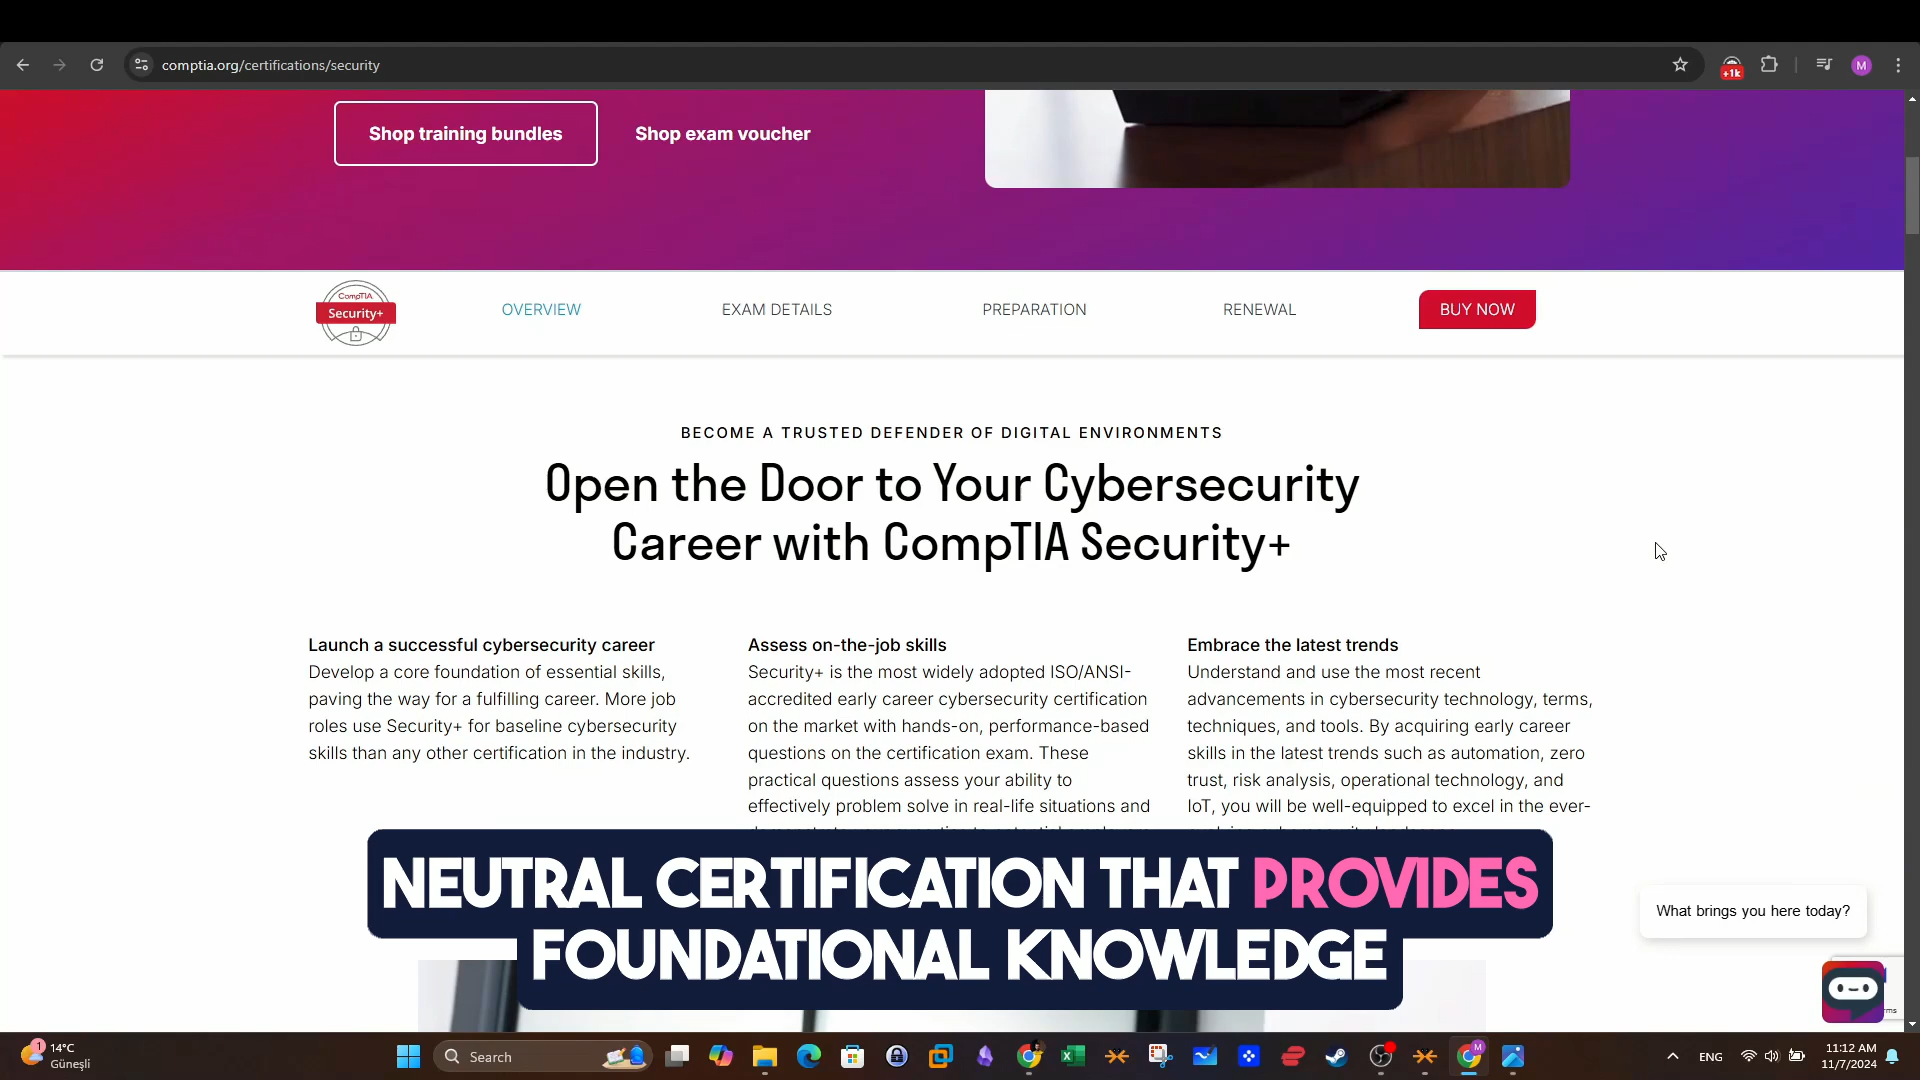 comptia.org/certifications/security
+1k
M
Shop training bundles
Shop exam voucher
CompTIA
Security+
OVERVIEW
EXAM DETAILS
PREPARATION
RENEWAL
BUY NOW
BECOME A TRUSTED DEFENDER OF DIGITAL ENVIRONMENTS
Open the Door to Your Cybersecurity
Career with CompTIA Security+
Launch a successful cybersecurity career
Develop a core foundation of essential skills,
paving the way for a fulfilling career. More job
roles use Security+ for baseline cybersecurity
skills than any other certification in the industry.
Assess on-the-job skills
Security+ is the most widely adopted ISO/ANSI-
accredited early career cybersecurity certification
on the market with hands-on, performance-based
questions on the certification exam. These
practical questions assess your ability to
effectively problem solve in real-life situations and
Embrace the latest trends
Understand and use the most recent
advancements in cybersecurity technology, terms,
techniques, and tools. By acquiring early career
skills in the latest trends such as automation, zero
trust, risk analysis, operational technology, and
IoT, you will be well-equipped to excel in the ever-
NEUTRAL CERTIFICATION THAT PROVIDES
FOUNDATIONAL KNOWLEDGE
What brings you here today?
1
14°C
Güneşli
Search
M
ENG
11:12 AM
11/7/2024